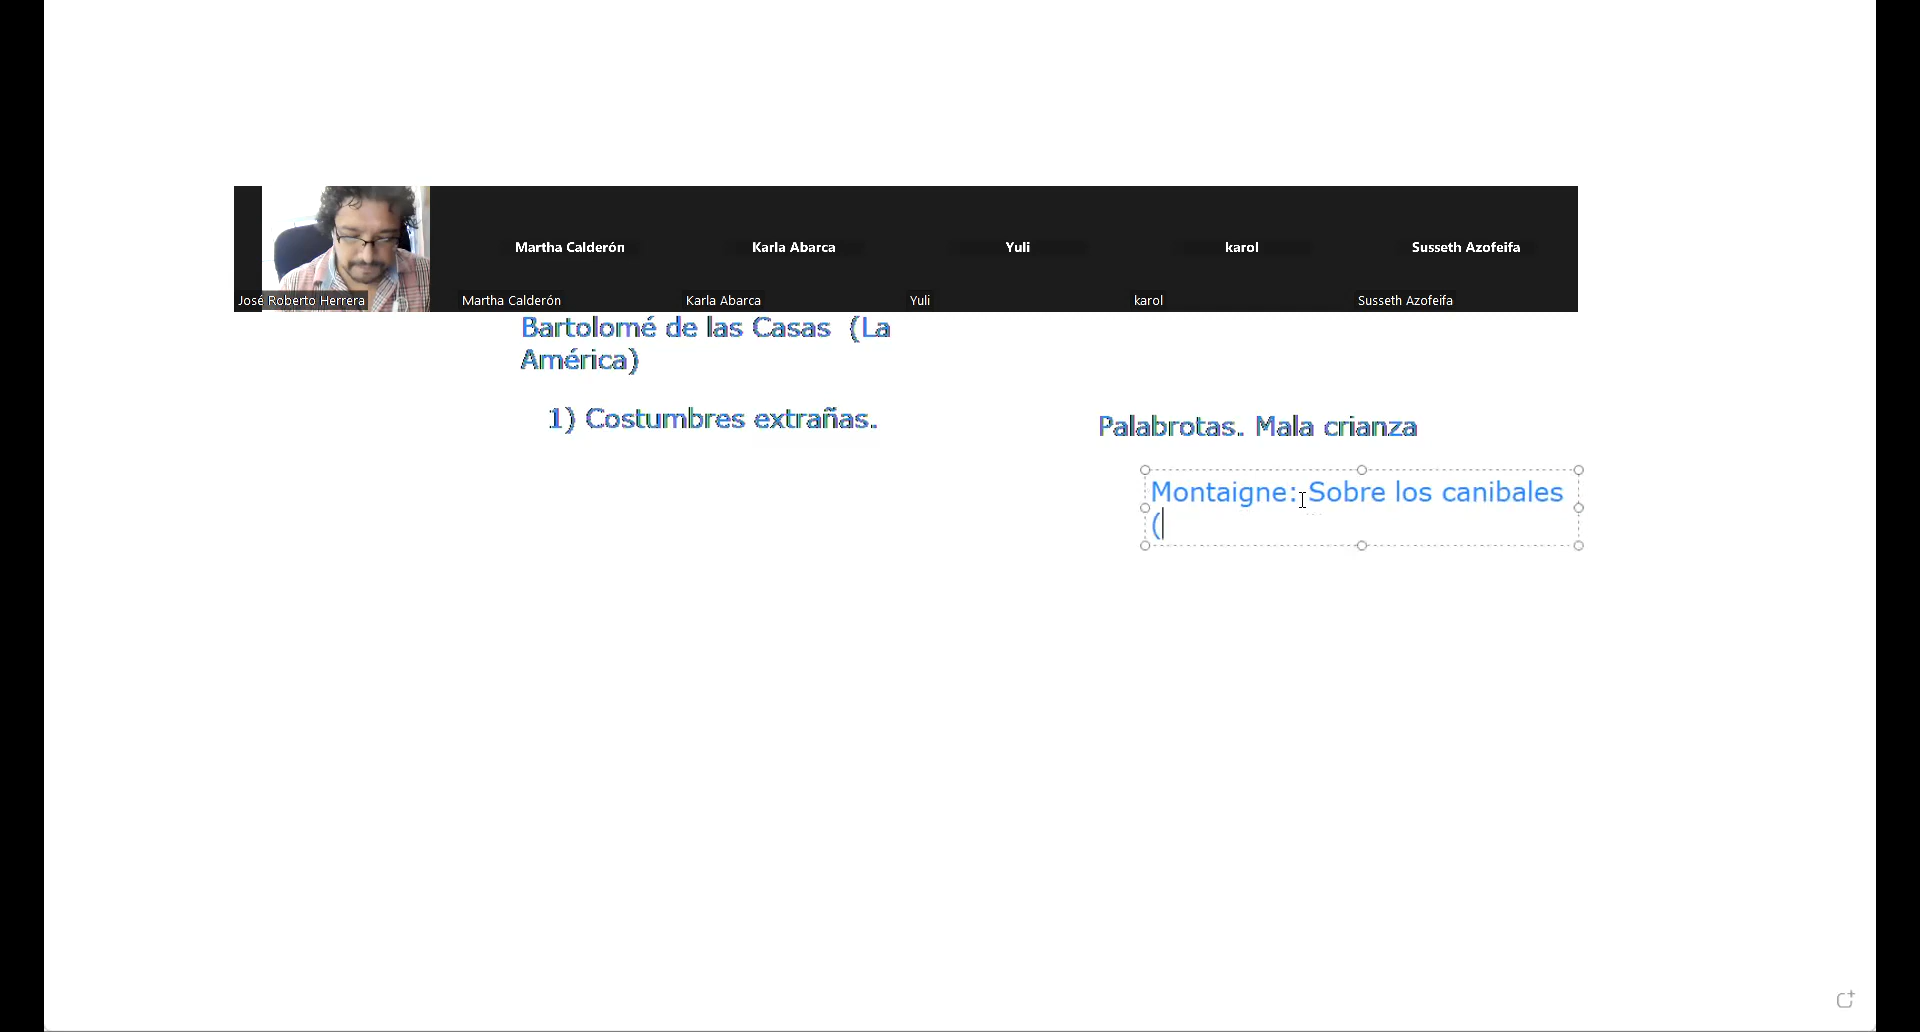 Martha Calderón
Karla Abarca
Yuli
karol
Susseth Azofeifa
José Roberto Herrera
Martha Calderón
Karla Abarca
Yuli
karol
Susseth Azofeifa
Bartolomé de las Casas (La
América)
1) Costumbres extrañas.
Palabrotas. Mala crianza
Montaigne: Sobre los canibales
(